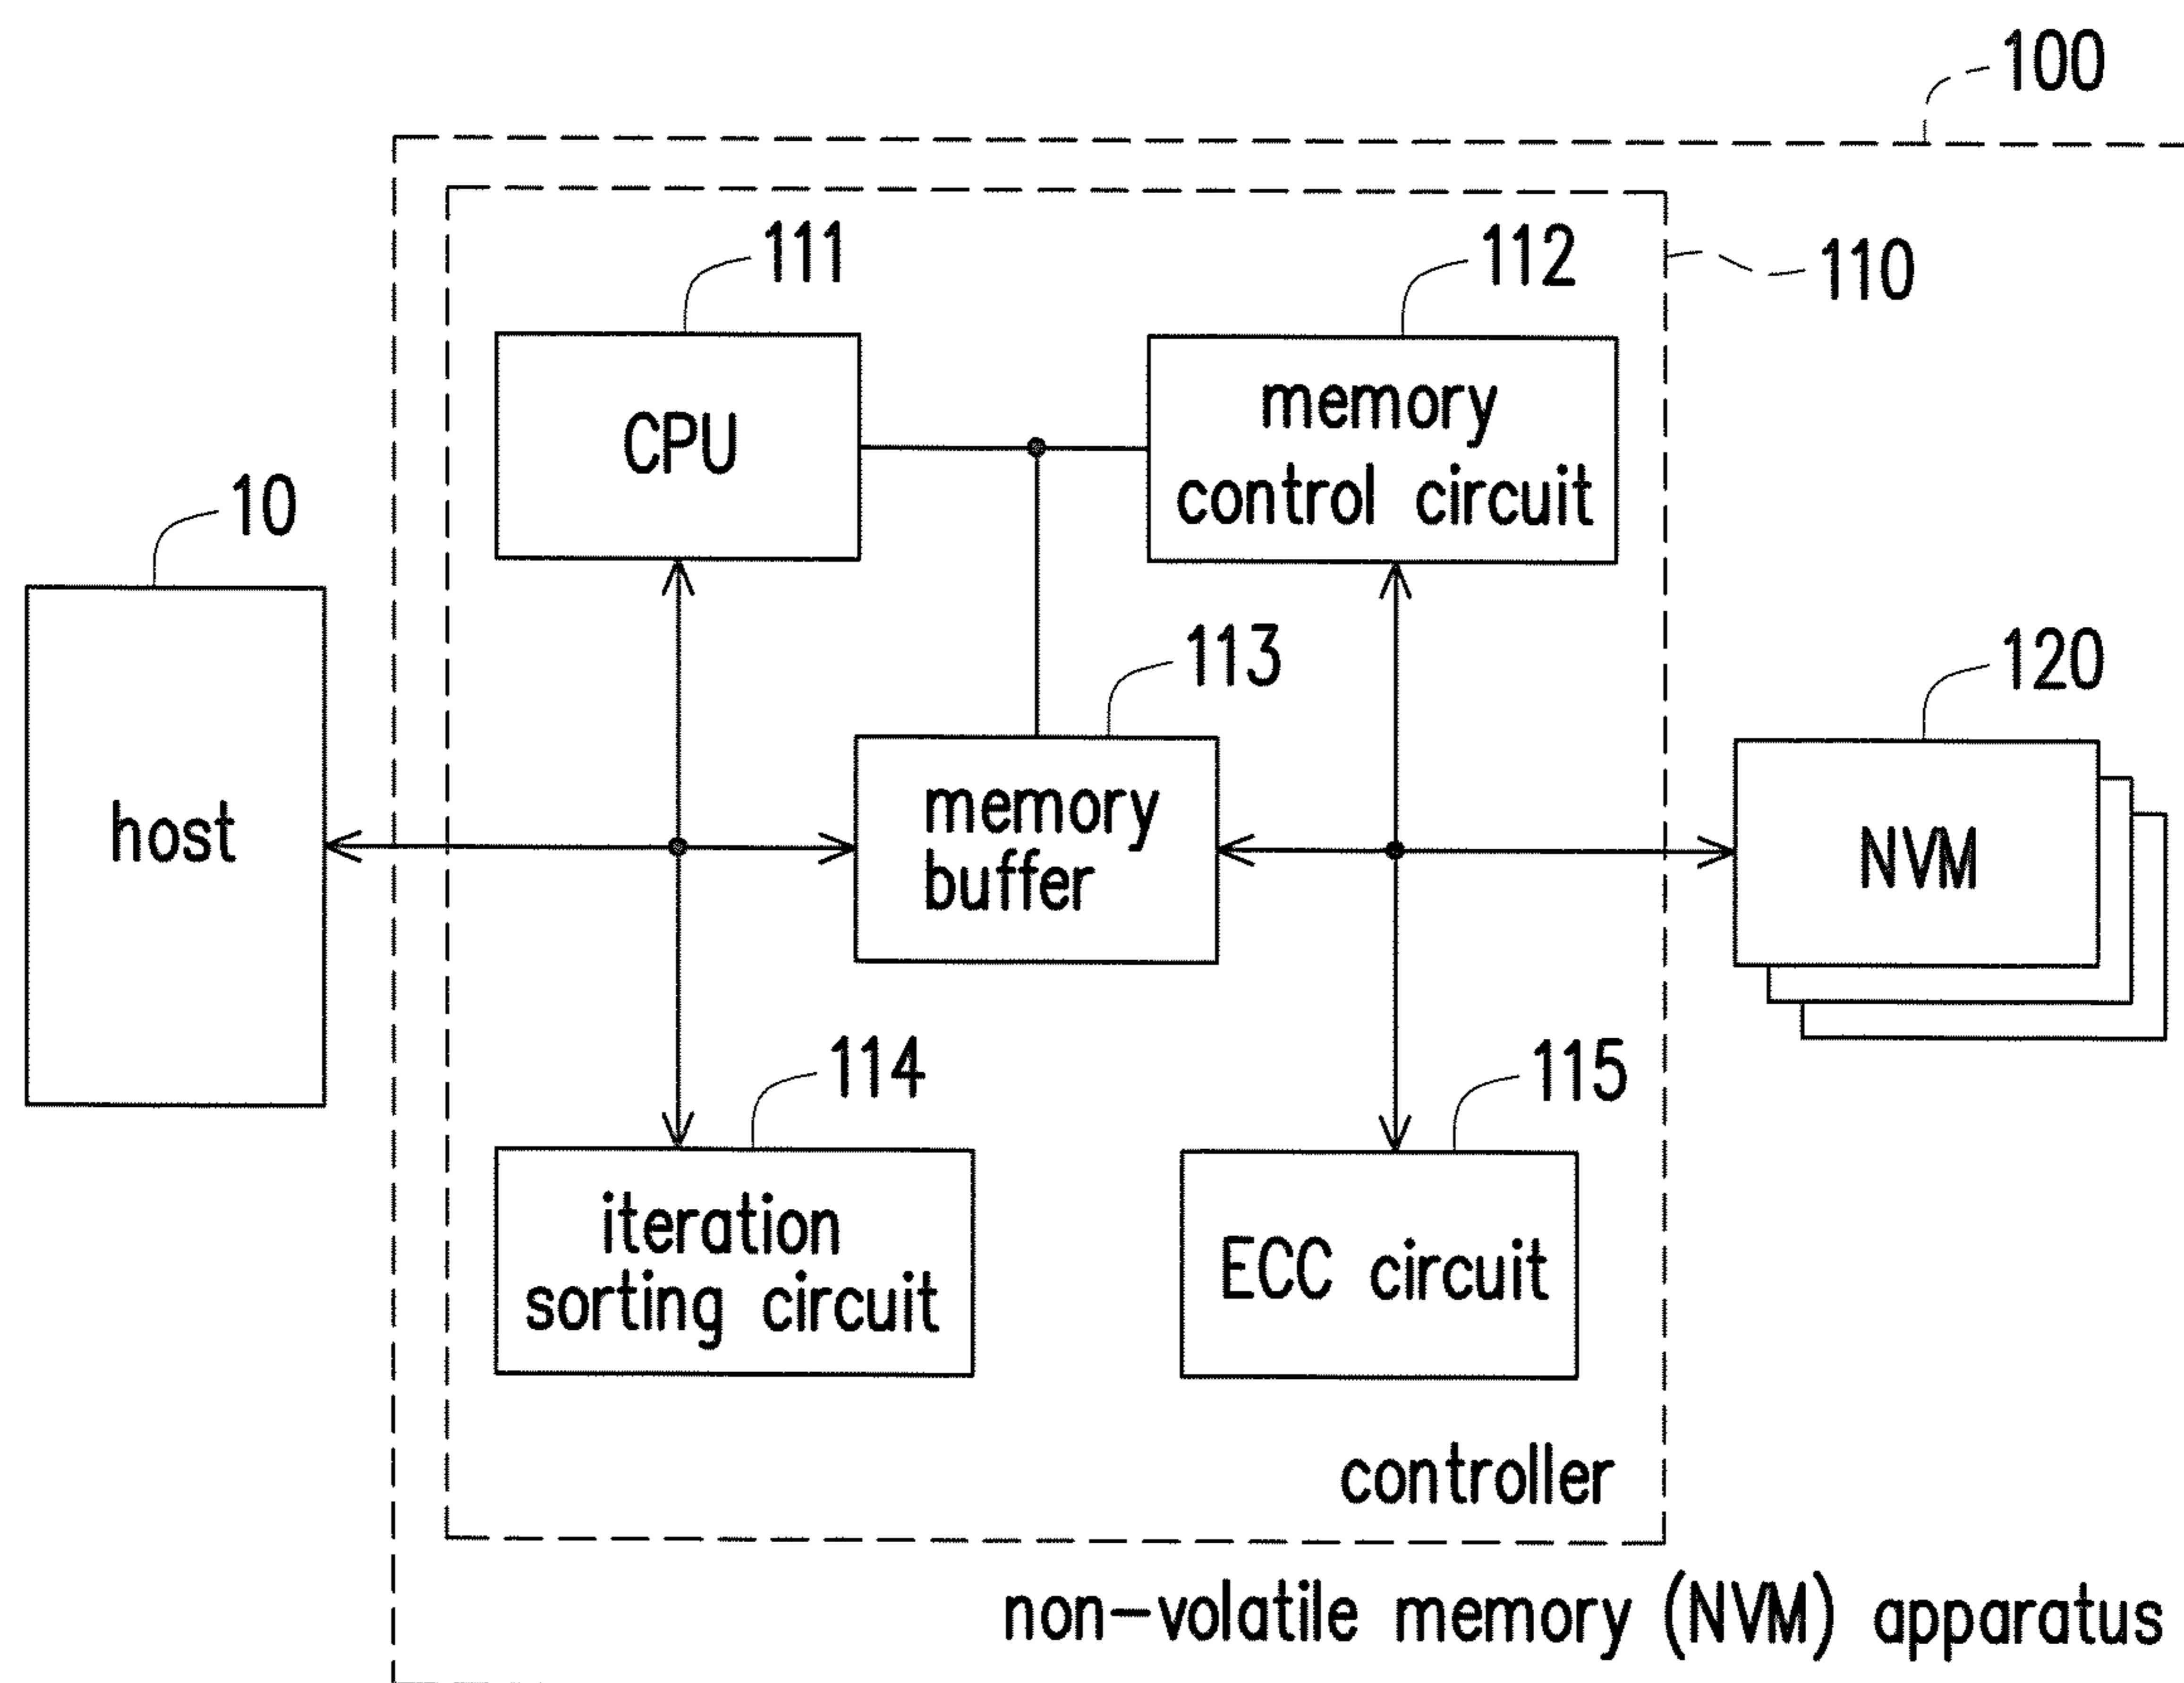 100
111
112
110
CPU
memory
control circuit
10
113
120
host
memory
buffer
NVM
114
115
iteration
sorting circuit
ECC circuit
controller
non-volatile memory (NVM) apparatus